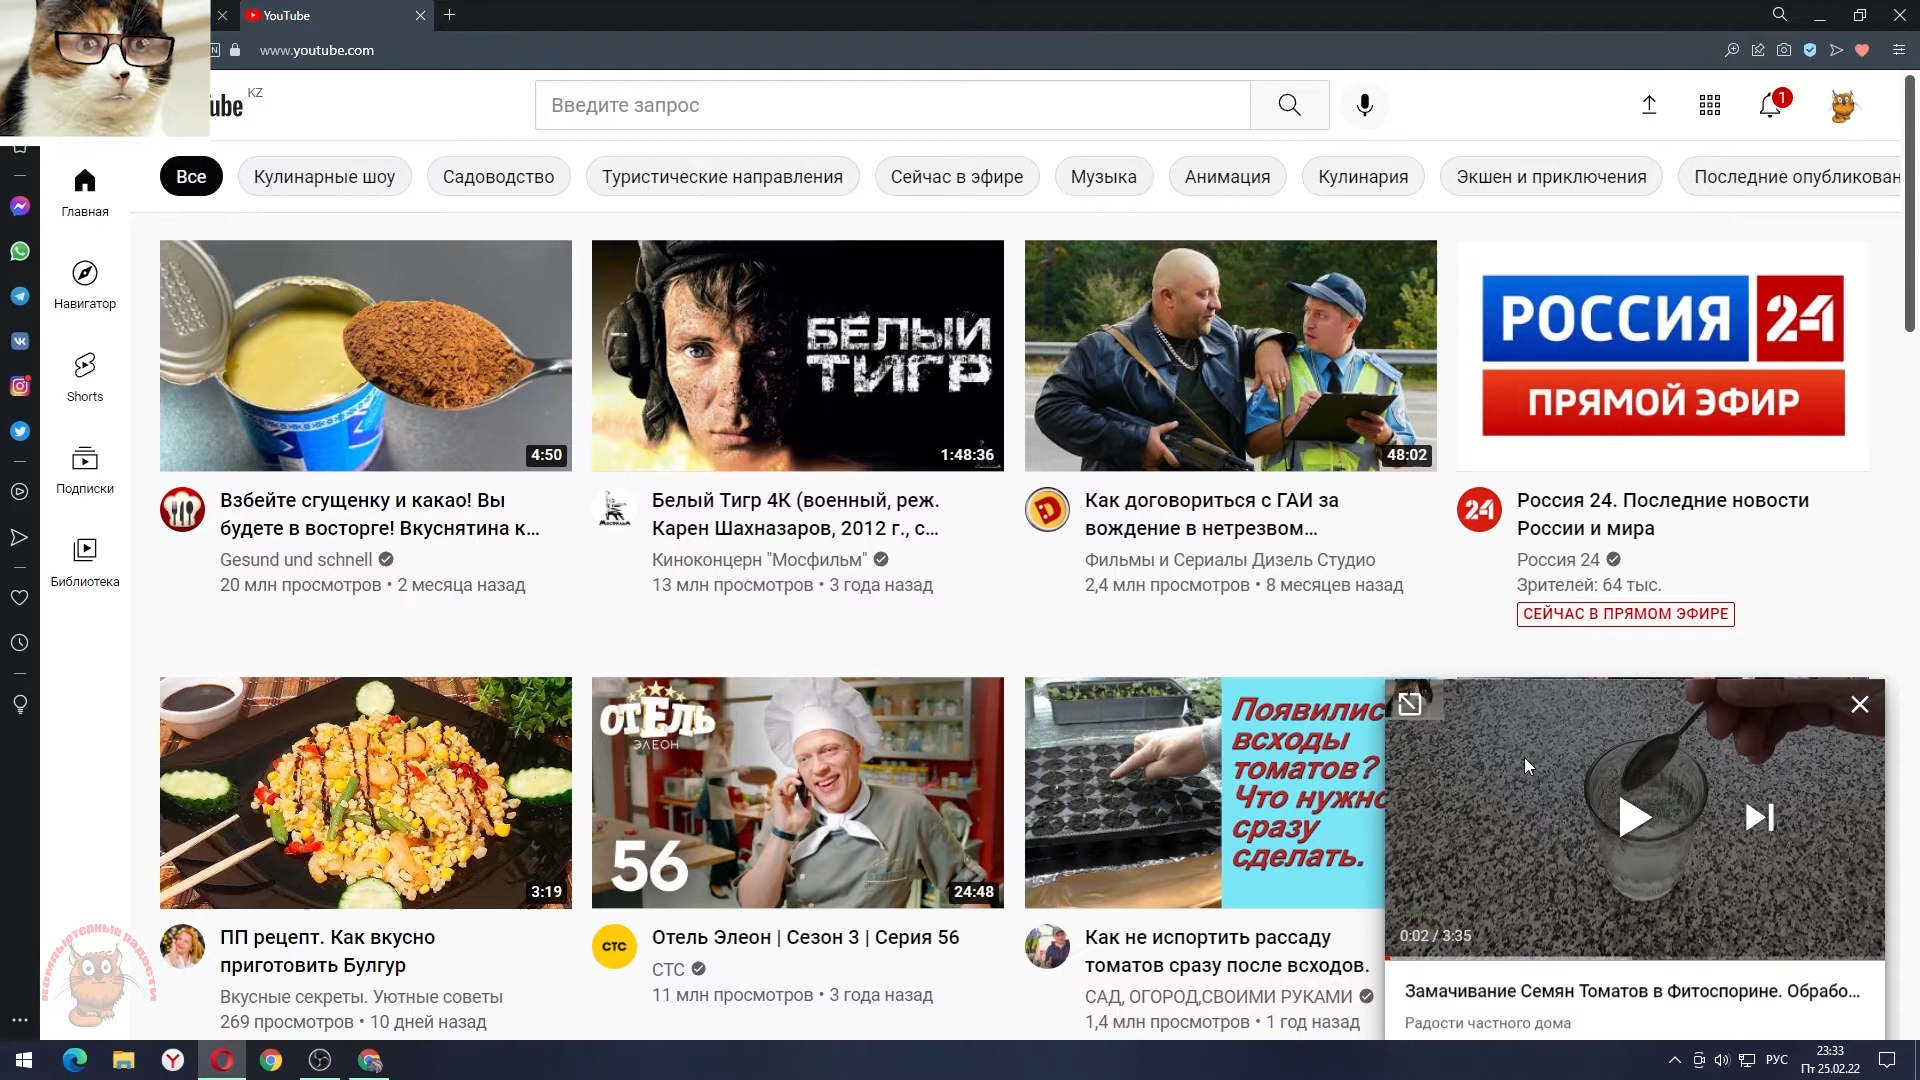 YouTube
www.youtube.com
ube
KZ
Введите запрос
1
Все
Кулинарные шоу
Садоводство
Туристические направления
Сейчас в эфире
Музыка
Анимация
Кулинария
Экшен и приключения
Последние опубликован
Главная
Навигатор
Shorts
Подписки
Библиотека
4:50
БЕЛЫЙ
ТИГР
1:48:36
48:02
РОССИЯ 24
ПРЯМОЙ ЭФИР
Взбейте сгущенку и какао! Вы
будете в восторге! Вкуснятина к...
Gesund und schnell
20 млн просмотров • 2 месяца назад
Белый Тигр 4К (военный, реж.
Карен Шахназаров, 2012 г., с...
Киноконцерн "Мосфильм"
13 млн просмотров • 3 года назад
Как договориться с ГАИ за
вождение в нетрезвом...
Фильмы и Сериалы Дизель Студио
2,4 млн просмотров • 8 месяцев назад
24
Россия 24. Последние новости
России и мира
Россия 24
Зрителей: 64 тыс.
СЕЙЧАС В ПРЯМОМ ЭФИРЕ
3:19
ОТЕЛЬ
ЭЛЕОН
56
24:48
Появилис
всходы
томатов?
Что нужно
сразу
сделать.
0:02 / 3:35
ПП рецепт. Как вкусно
приготовить Булгур
Вкусные секреты. Уютные советы
269 просмотров • 10 дней назад
СТС
Отель Элеон | Сезон 3 | Серия 56
СТС
11 млн просмотров • 3 года назад
Как не испортить рассаду
томатов сразу после всходов.
САД, ОГОРОД,СВОИМИ РУКАМИ
1,4 млн просмотров • 1 год назад
Замачивание Семян Томатов в Фитоспорине. Обрабо...
Радости частного дома
компьютерные радости
РУС
23:33
Пт 25.02.22